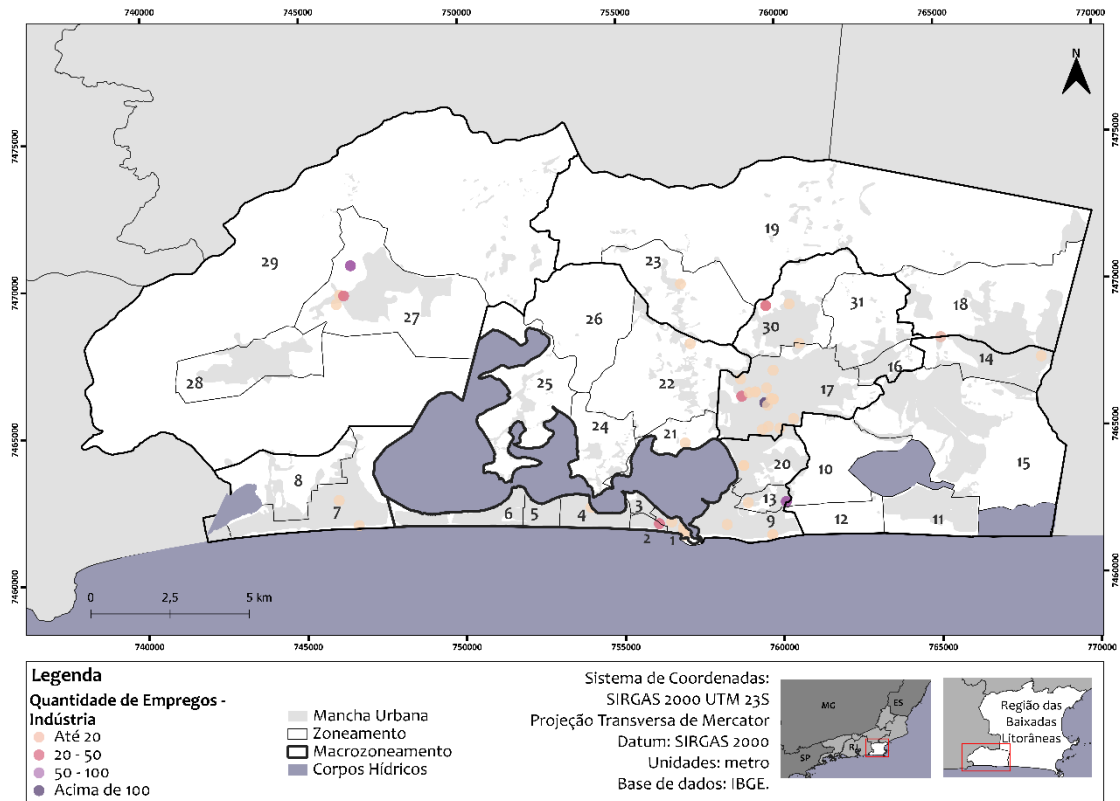 740000 745000 750000 755000 760000 765000 770000
N
7475000 7475000
19
29
23
7470000 7470000
31 18
30
26
27
14
16
28
22
25
17
24
7465000 7465000
21
15
20 10
8
13
3
6 5 4
7
9 12 11
2 1
7460000 7460000
0 2,5 5 km
740000 745000 750000 755000 760000 765000 770000
Legenda
Quantidade de Empregos -
Indústria
Até 20
20 - 50
50 - 100
Acima de 100
Mancha Urbana
Zoneamento
Macrozoneamento
Corpos Hídricos
Sistema de Coordenadas:
SIRGAS 2000 UTM 23S
Projeção Transversa de Mercator
Datum: SIRGAS 2000
Unidades: metro
Base de dados: IBGE.
MG
ES
RJ
SP
Região das
Baixadas
Litorâneas